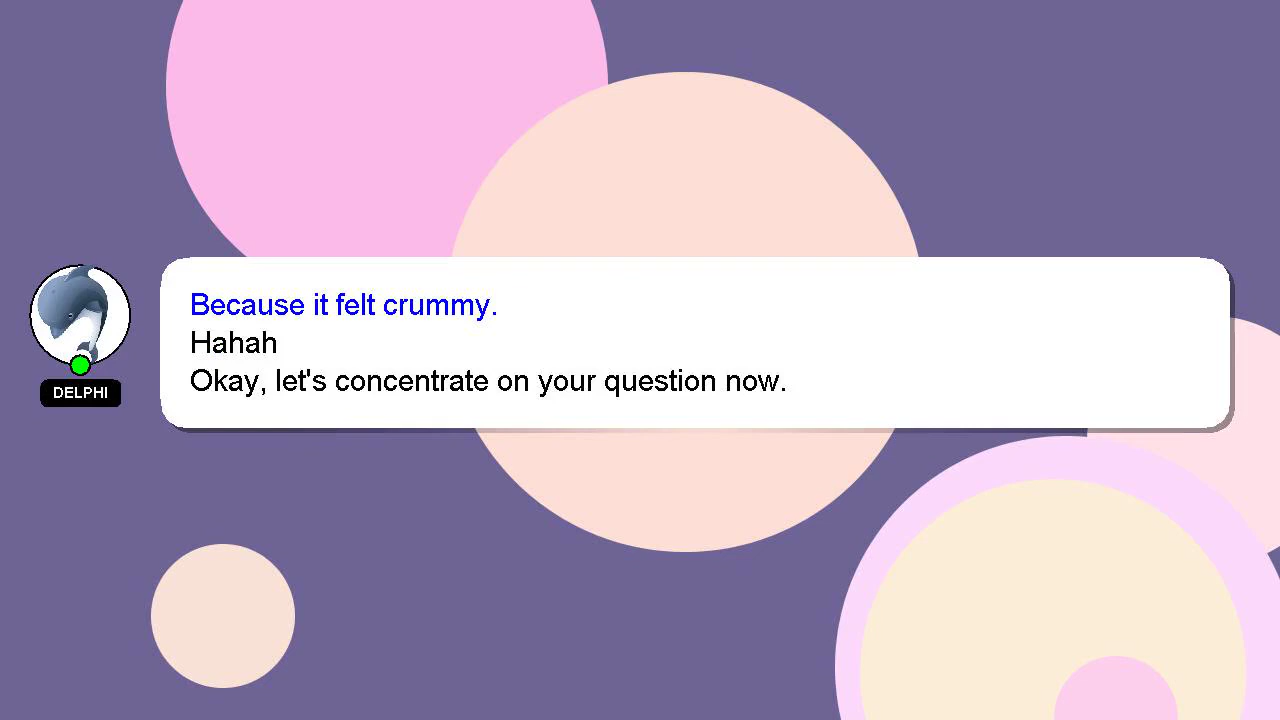 Because it felt crummy.
Hahah
Okay, let's concentrate on your question now.
DELPHI